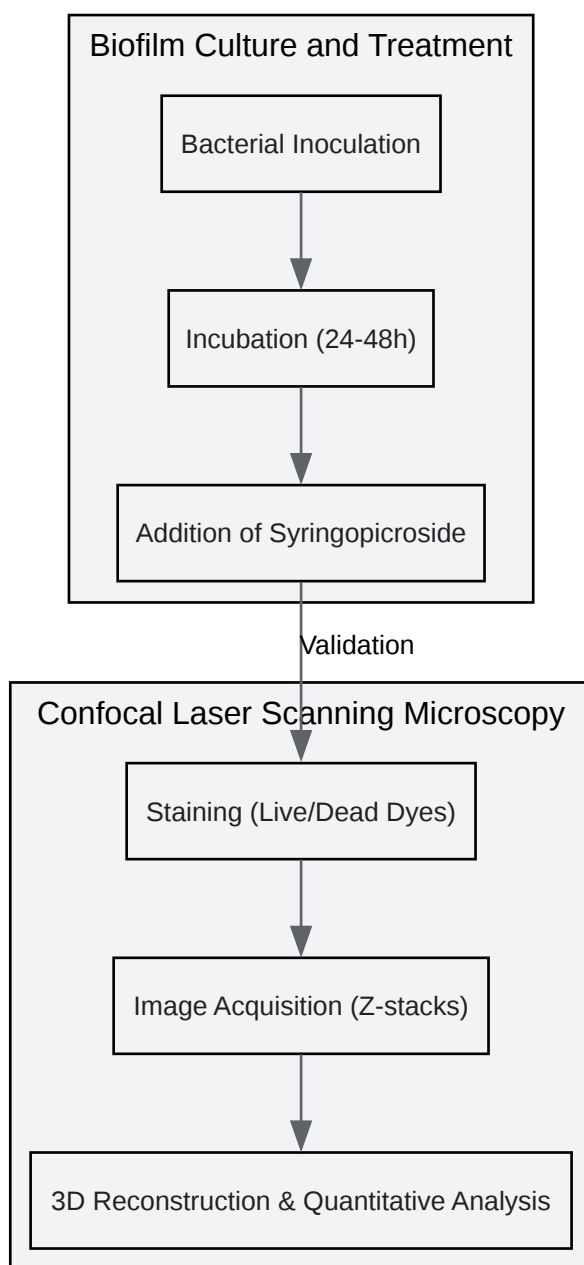 Biofilm Culture and Treatment
Bacterial Inoculation
Incubation (24-48h)
Addition of Syringopicroside
Validation
Confocal Laser Scanning Microscopy
Staining (Live/Dead Dyes)
Image Acquisition (Z-stacks)
3D Reconstruction & Quantitative Analysis